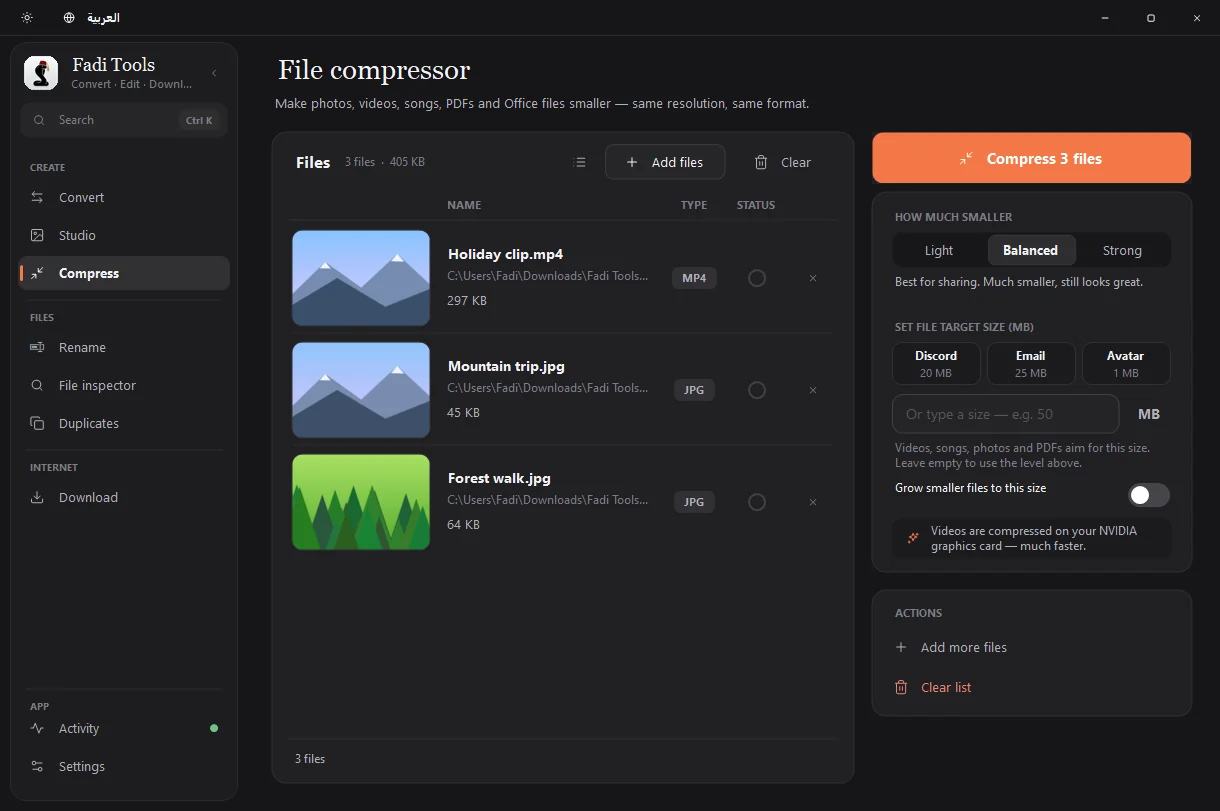 العربية
Fadi Tools
Convert · Edit · Downl...
Search
Ctrl K
CREATE
Convert
Studio
Compress
FILES
Rename
File inspector
Duplicates
INTERNET
Download
APP
Activity
Settings
File compressor
Make photos, videos, songs, PDFs and Office files smaller — same resolution, same format.
Files 3 files · 405 KB
Add files
Clear
NAME TYPE STATUS
Holiday clip.mp4
C:\Users\Fadi\Downloads\Fadi Tools...
297 KB
MP4
Mountain trip.jpg
C:\Users\Fadi\Downloads\Fadi Tools...
45 KB
JPG
Forest walk.jpg
C:\Users\Fadi\Downloads\Fadi Tools...
64 KB
JPG
3 files
Compress 3 files
HOW MUCH SMALLER
Light Balanced Strong
Best for sharing. Much smaller, still looks great.
SET FILE TARGET SIZE (MB)
Discord Email Avatar
20 MB 25 MB 1 MB
Or type a size — e.g. 50 MB
Videos, songs, photos and PDFs aim for this size.
Leave empty to use the level above.
Grow smaller files to this size
Videos are compressed on your NVIDIA
graphics card — much faster.
ACTIONS
Add more files
Clear list